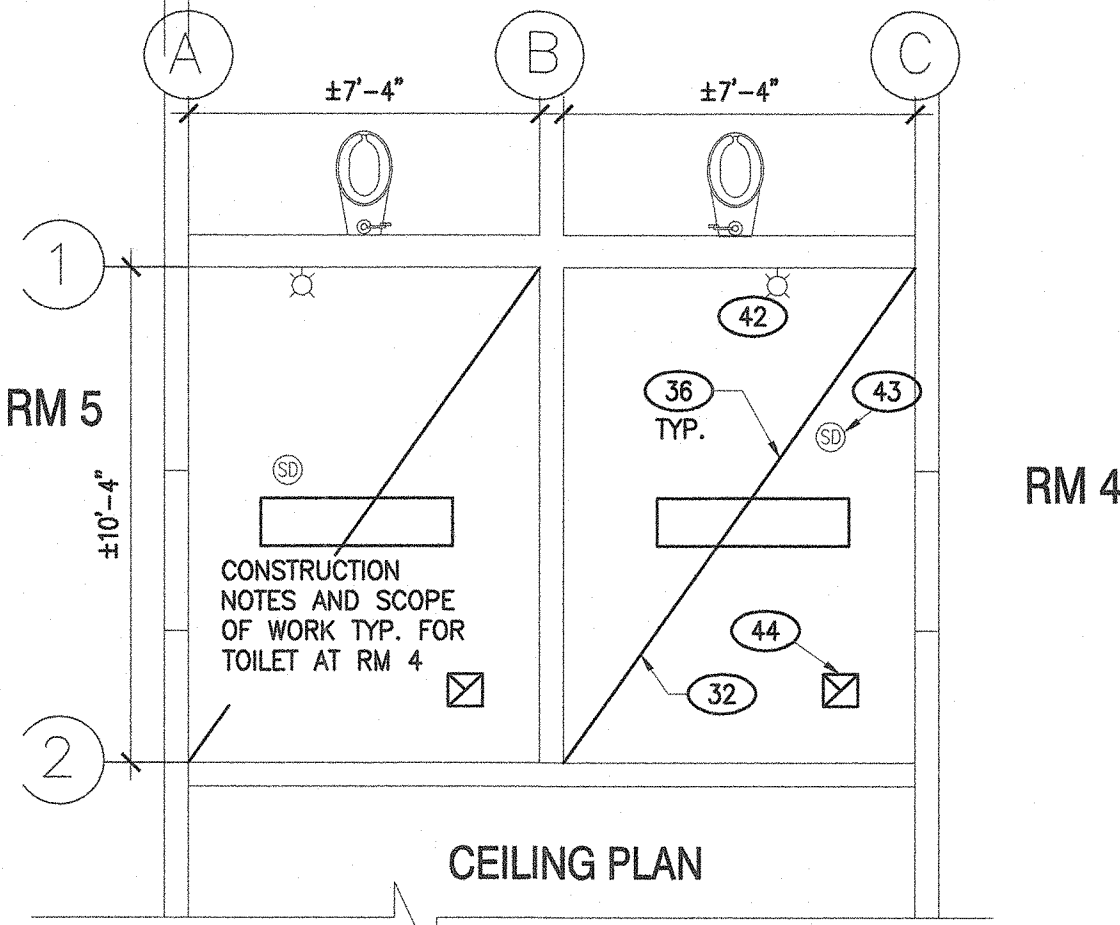 A
B
C
±7'-4"
±7'-4"
1
42
RM 5
36
TYP.
43
SD
SD
±10'-4"
RM 4
CONSTRUCTION
NOTES AND SCOPE
OF WORK TYP. FOR
TOILET AT RM 4
44
32
2
CEILING PLAN